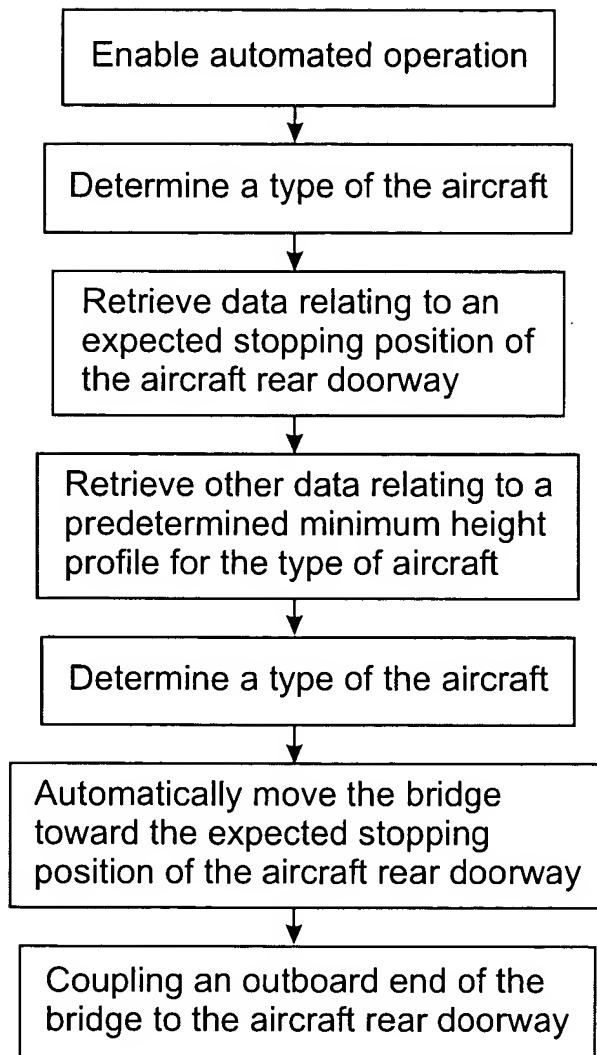 Enable automated operation
Determine a type of the aircraft
Retrieve data relating to an
expected stopping position of
the aircraft rear doorway
Retrieve other data relating to a
predetermined minimum height
profile for the type of aircraft
Determine a type of the aircraft
Automatically move the bridge
toward the expected stopping
position of the aircraft rear doorway
Coupling an outboard end of the
bridge to the aircraft rear doorway